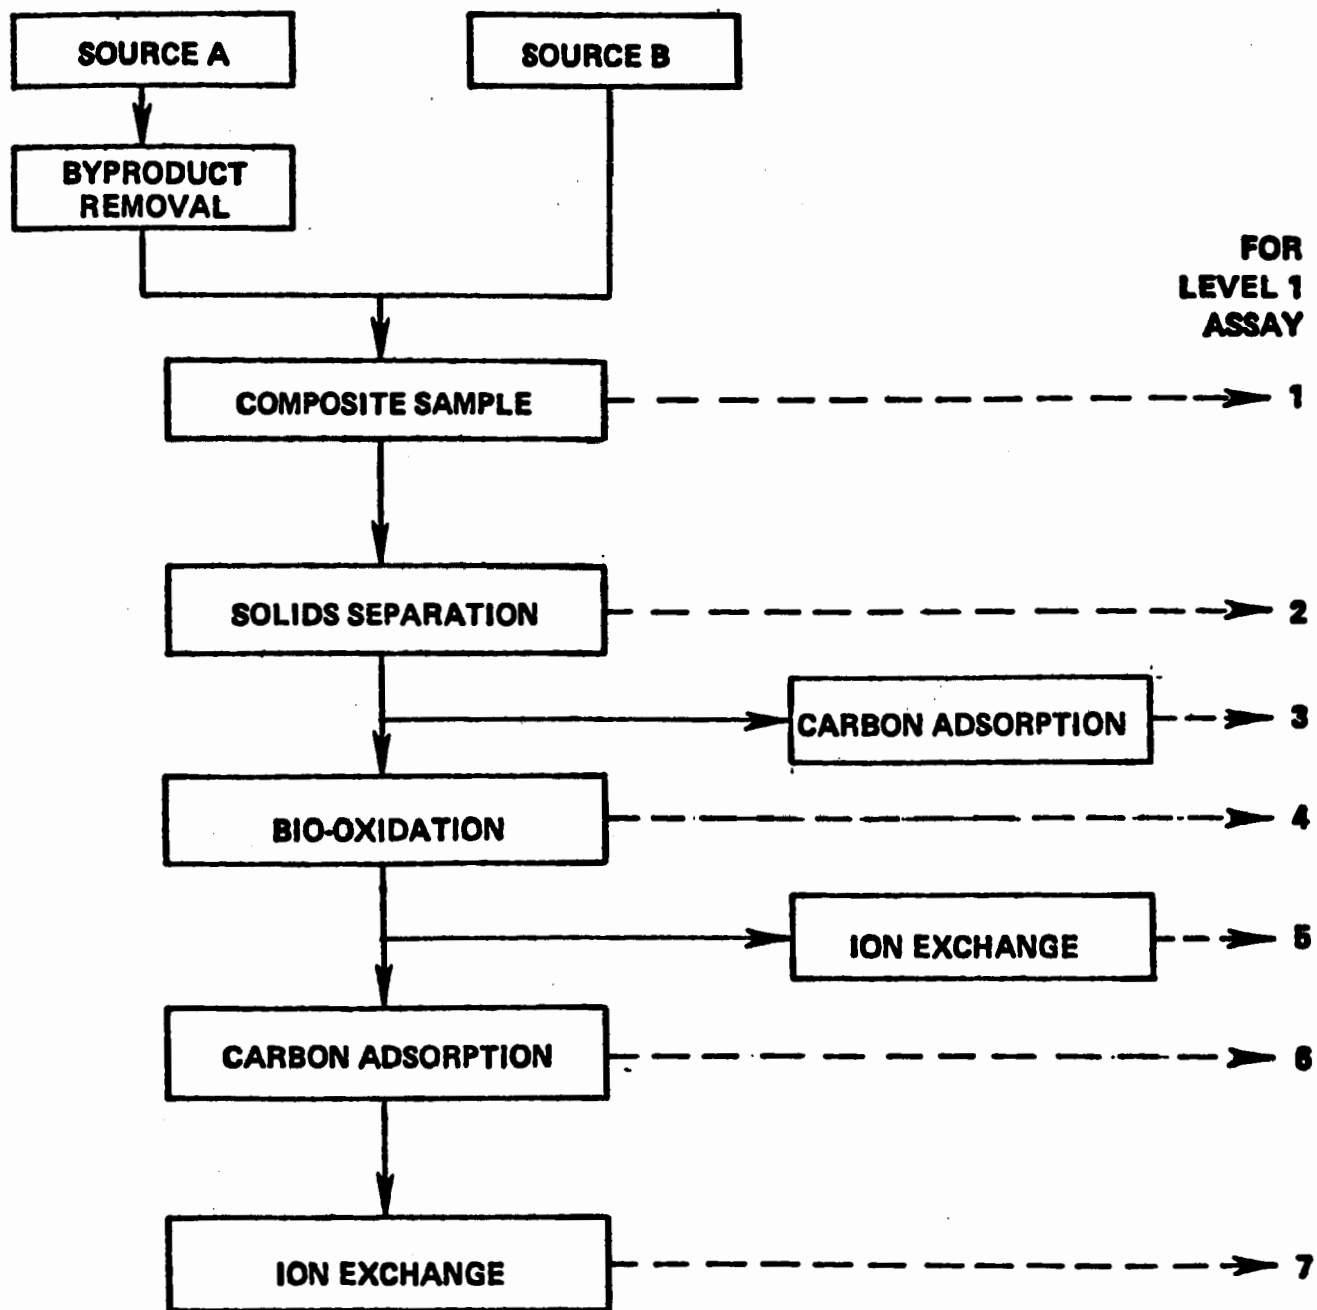 SOURCE A
SOURCE B
BYPRODUCT
REMOVAL
FOR
LEVEL 1
ASSAY
COMPOSITE SAMPLE
1
SOLIDS SEPARATION
2
CARBON ADSORPTION
3
BIO-OXIDATION
4
ION EXCHANGE
5
CARBON ADSORPTION
6
ION EXCHANGE
7